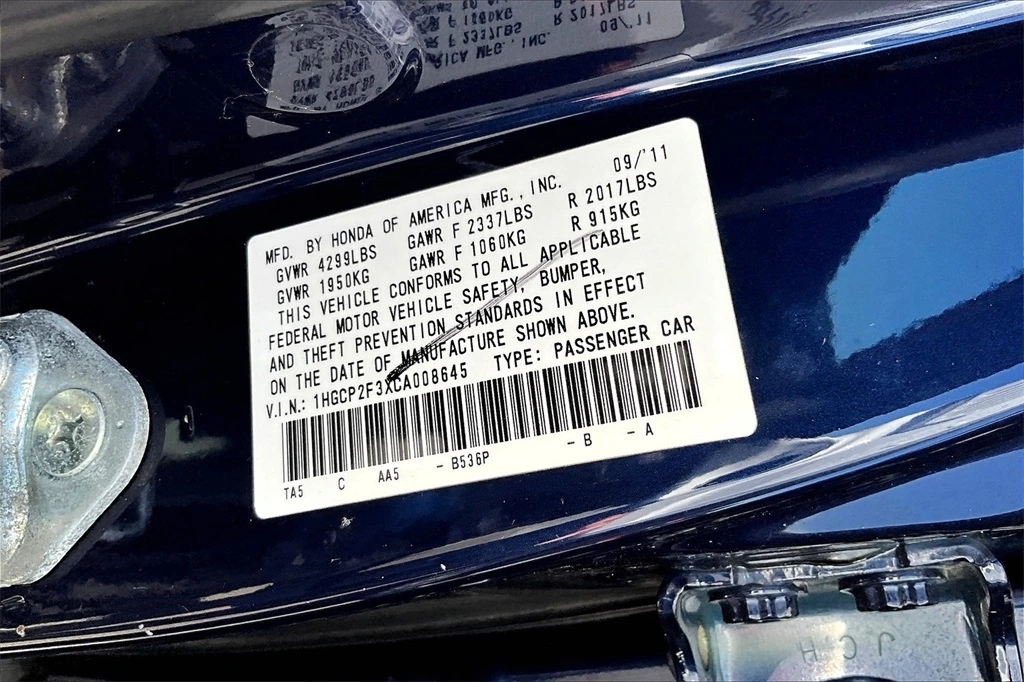 MFD. BY HONDA OF AMERICA MFG., INC. 09/'11
GVWR 4299LBS GAWR F 2337LBS R 2017LBS
GVWR 1950KG GAWR F 1060KG R 915KG
THIS VEHICLE CONFORMS TO ALL APPLICABLE
FEDERAL MOTOR VEHICLE SAFETY, BUMPER,
AND THEFT PREVENTION STANDARDS IN EFFECT
ON THE DATE OF MANUFACTURE SHOWN ABOVE.
V.I.N.: 1HGCP2F3XCA008645 TYPE: PASSENGER CAR
TA5 C AA5 - B536P - B - A
JCH